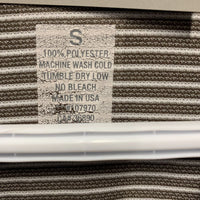 S
100% POLYESTER
MACHINE WASH COLD
TUMBLE DRY LOW
NO BLEACH
MADE IN USA